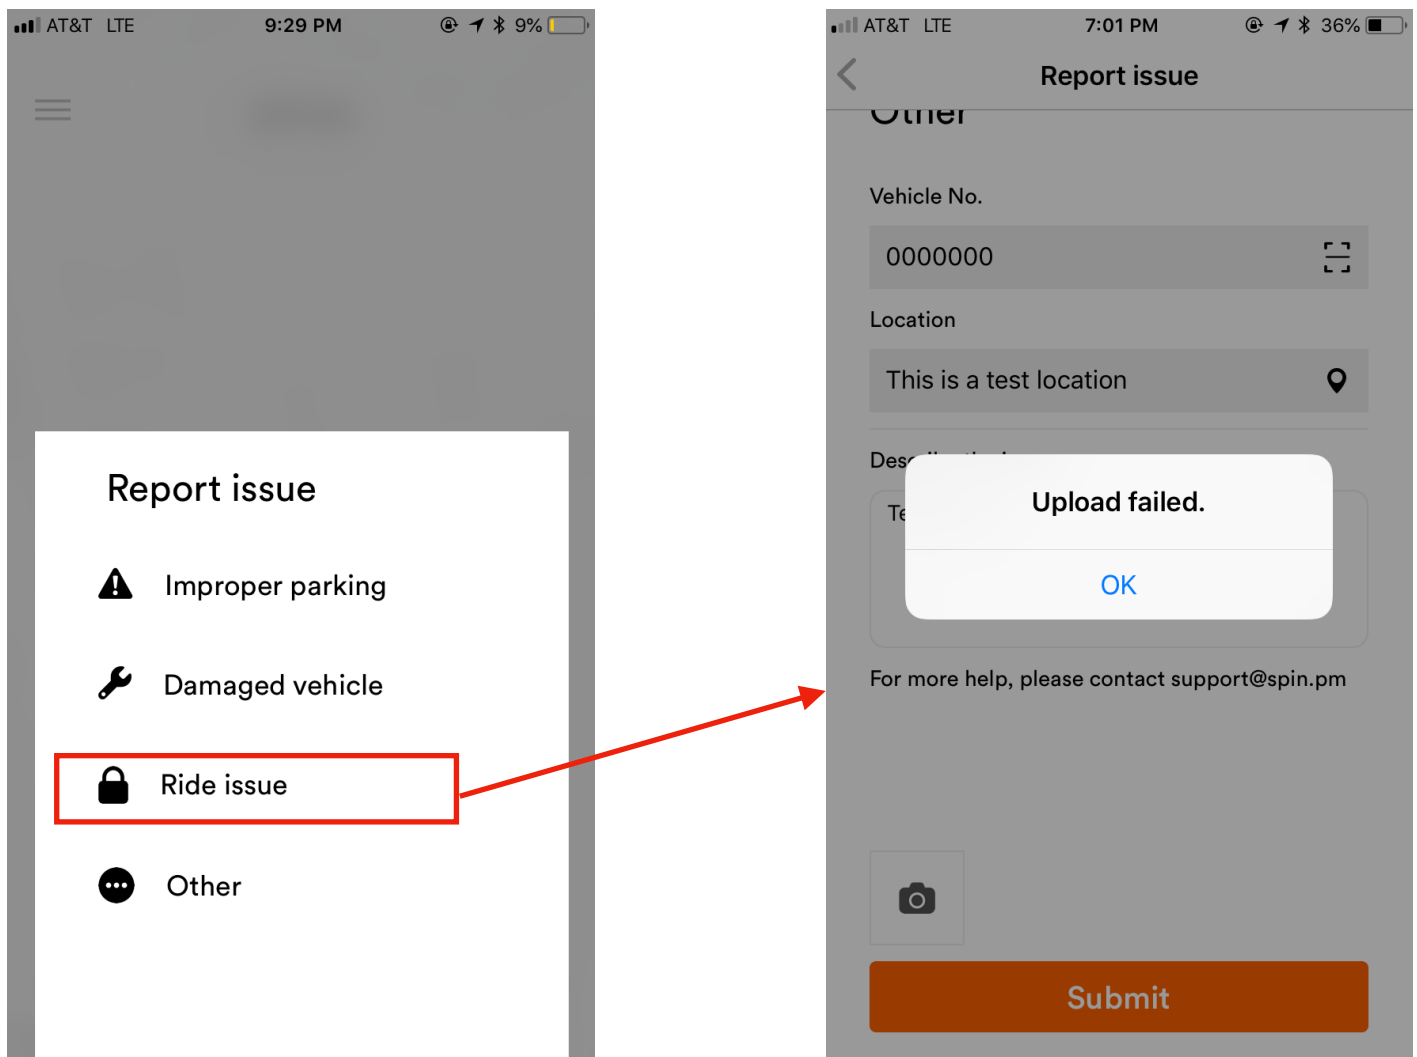 AT&T LTE 9:29 PM 9%
Report issue
Improper parking
Damaged vehicle
Ride issue
Other
AT&T LTE 7:01 PM 36%
Report issue
Other
Vehicle No.
0000000
Location
This is a test location
Upload failed.
OK
For more help, please contact support@spin.pm
Submit